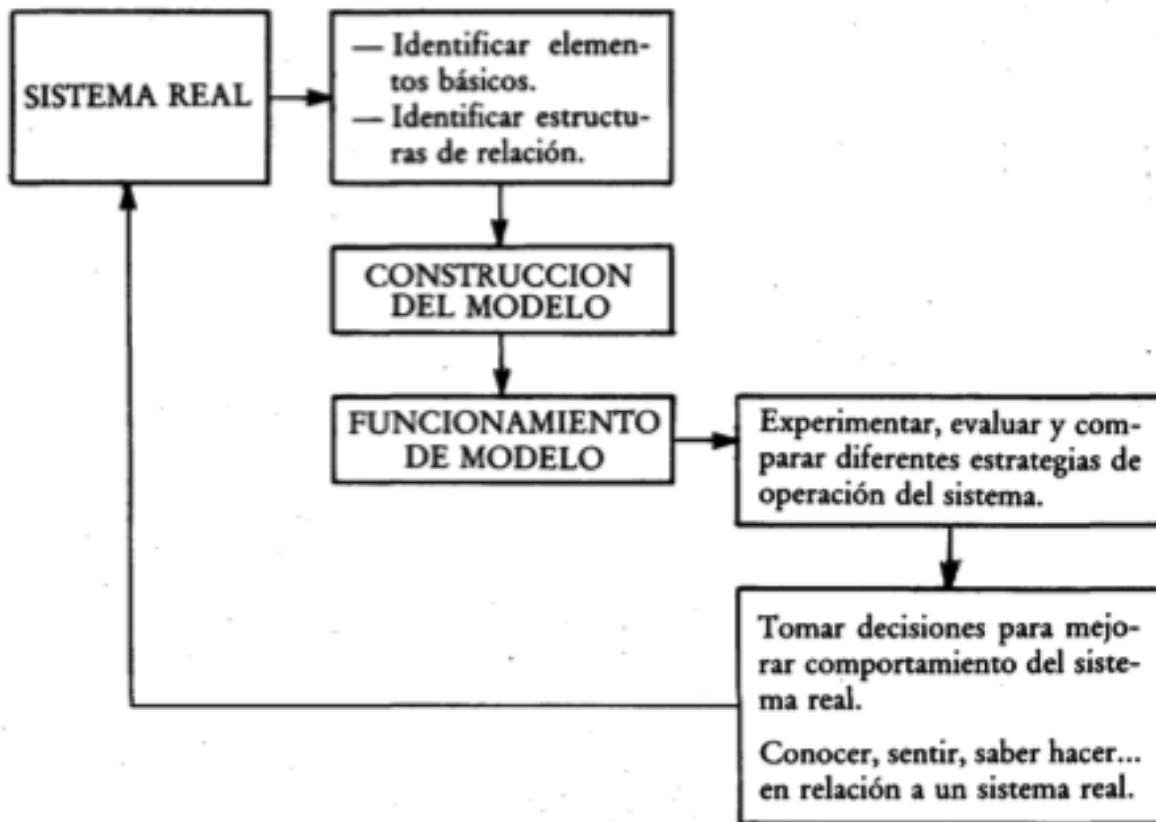 SISTEMA REAL
— Identificar elemen-
tos básicos.
— Identificar estructu-
ras de relación.
CONSTRUCCION
DEL MODELO
FUNCIONAMIENTO
DE MODELO
Experimentar, evaluar y com-
parar diferentes estrategias de
operación del sistema.
Tomar decisiones para mejo-
rar comportamiento del siste-
ma real.
Conocer, sentir, saber hacer...
en relación a un sistema real.